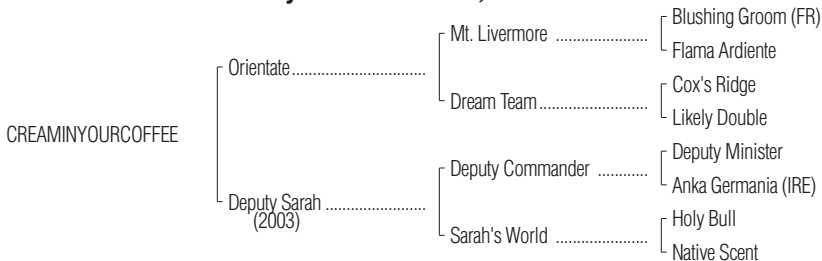 Blushing Groom (FR)
Mt. Livermore ..............
Flama Ardiente
Orientate................................
Cox's Ridge
Dream Team..........................
Likely Double
CREAMINYOURCOFFEE
Deputy Minister
Deputy Commander ............
Anka Germania (IRE)
Deputy Sarah ........................
(2003)
Holy Bull
Sarah's World ......................
Native Scent